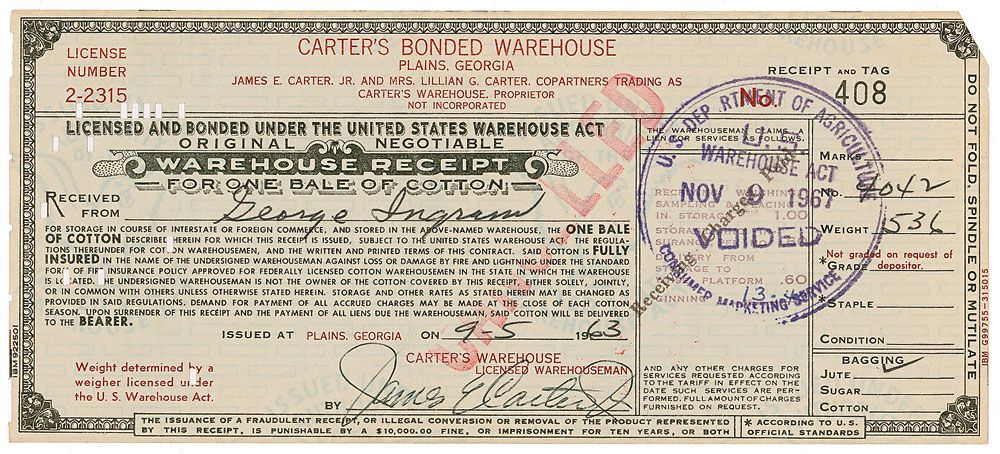 LICENSE
NUMBER
2-2315
CARTER'S BONDED WAREHOUSE
PLAINS, GEORGIA
JAMES E. CARTER, JR. AND MRS. LILLIAN G. CARTER, COPARTNERS TRADING AS
CARTER'S WAREHOUSE, PROPRIETOR
NOT INCORPORATED
RECEIPT AND TAG
No. 408
LICENSED AND BONDED UNDER THE UNITED STATES WAREHOUSE ACT
ORIGINAL NEGOTIABLE
WAREHOUSE RECEIPT
FOR ONE BALE OF COTTON
RECEIVED
FROM George Ingram
FOR STORAGE IN COURSE OF INTERSTATE OR FOREIGN COMMERCE, AND STORED IN THE ABOVE-NAMED WAREHOUSE, THE ONE BALE
OF COTTON DESCRIBED HEREIN FOR WHICH THIS RECEIPT IS ISSUED, SUBJECT TO THE UNITED STATES WAREHOUSE ACT, THE REGULA-
TIONS THEREUNDER FOR COTTON WAREHOUSEMEN, AND THE WRITTEN AND PRINTED TERMS OF THIS CONTRACT. SAID COTTON IS FULLY
INSURED IN THE NAME OF THE UNDERSIGNED WAREHOUSEMAN AGAINST LOSS OR DAMAGE BY FIRE AND LIGHTNING UNDER THE STANDARD
FORM OF FIRE INSURANCE POLICY APPROVED FOR FEDERALLY LICENSED COTTON WAREHOUSEMEN IN THE STATE IN WHICH THE WAREHOUSE
IS LOCATED. THE UNDERSIGNED WAREHOUSEMAN IS NOT THE OWNER OF THE COTTON COVERED BY THIS RECEIPT, EITHER SOLELY, JOINTLY,
OR IN COMMON WITH OTHERS UNLESS OTHERWISE STATED HEREIN. STORAGE AND OTHER RATES AS STATED HEREIN MAY BE CHANGED AS
PROVIDED IN SAID REGULATIONS. DEMAND FOR PAYMENT OF ALL ACCRUED CHARGES MAY BE MADE AT THE CLOSE OF EACH COTTON
SEASON. UPON SURRENDER OF THIS RECEIPT AND THE PAYMENT OF ALL LIENS DUE THE WAREHOUSEMAN, SAID COTTON WILL BE DELIVERED
TO THE BEARER.
ISSUED AT PLAINS, GEORGIA ON 9-5 1963
CARTER'S WAREHOUSE
LICENSED WAREHOUSEMAN
BY James E Carter Jr
Weight determined by a
weigher licensed under
the U. S. Warehouse Act.
THE WAREHOUSEMAN CLAIMS A
LIEN FOR SERVICES AS FOLLOWS:
1.00
.60
Receiving Charges
AND ANY OTHER CHARGES FOR
SERVICES REQUESTED ACCORDING
TO THE TARIFF IN EFFECT ON THE
DATE SUCH SERVICES ARE PER-
FORMED. FULL AMOUNT OF CHARGES
FURNISHED ON REQUEST.
U. S. DEPARTMENT OF AGRICULTURE
U. S.
WAREHOUSE ACT
NOV 9 1967
VOIDED
CONSUMER MARKETING SERVICE
CANCELLED
MARKS
No. 4042
WEIGHT 536
Not graded on request of
depositor.
*GRADE
*STAPLE
CONDITION
BAGGING
JUTE
SUGAR
COTTON
THE ISSUANCE OF A FRAUDULENT RECEIPT, OR ILLEGAL CONVERSION OR REMOVAL OF THE PRODUCT REPRESENTED
BY THIS RECEIPT, IS PUNISHABLE BY A $10,000.00 FINE, OR IMPRISONMENT FOR TEN YEARS, OR BOTH
* ACCORDING TO U. S.
OFFICIAL STANDARDS
DO NOT FOLD, SPINDLE OR MUTILATE
IBM G99755-315015
IBM 922501